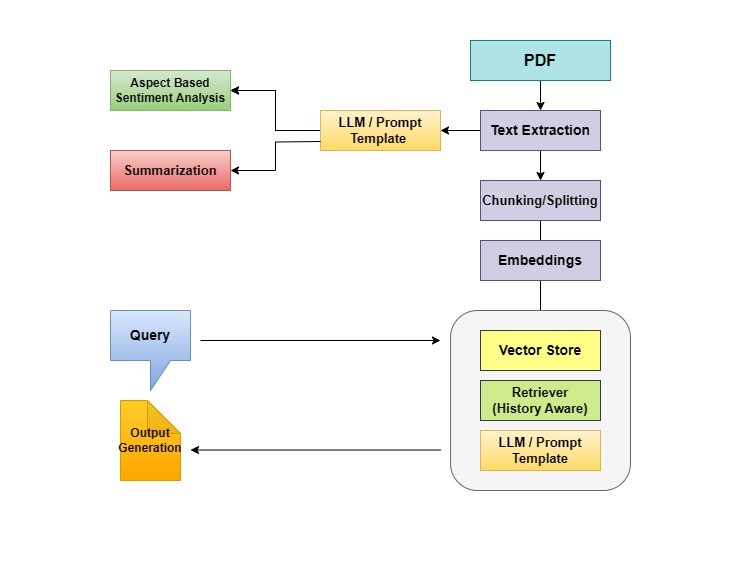 PDF
Aspect Based
Sentiment Analysis
LLM / Prompt
Template
Text Extraction
Summarization
Chunking/Splitting
Embeddings
Query
Vector Store
Retriever
(History Aware)
Output
Generation
LLM / Prompt
Template